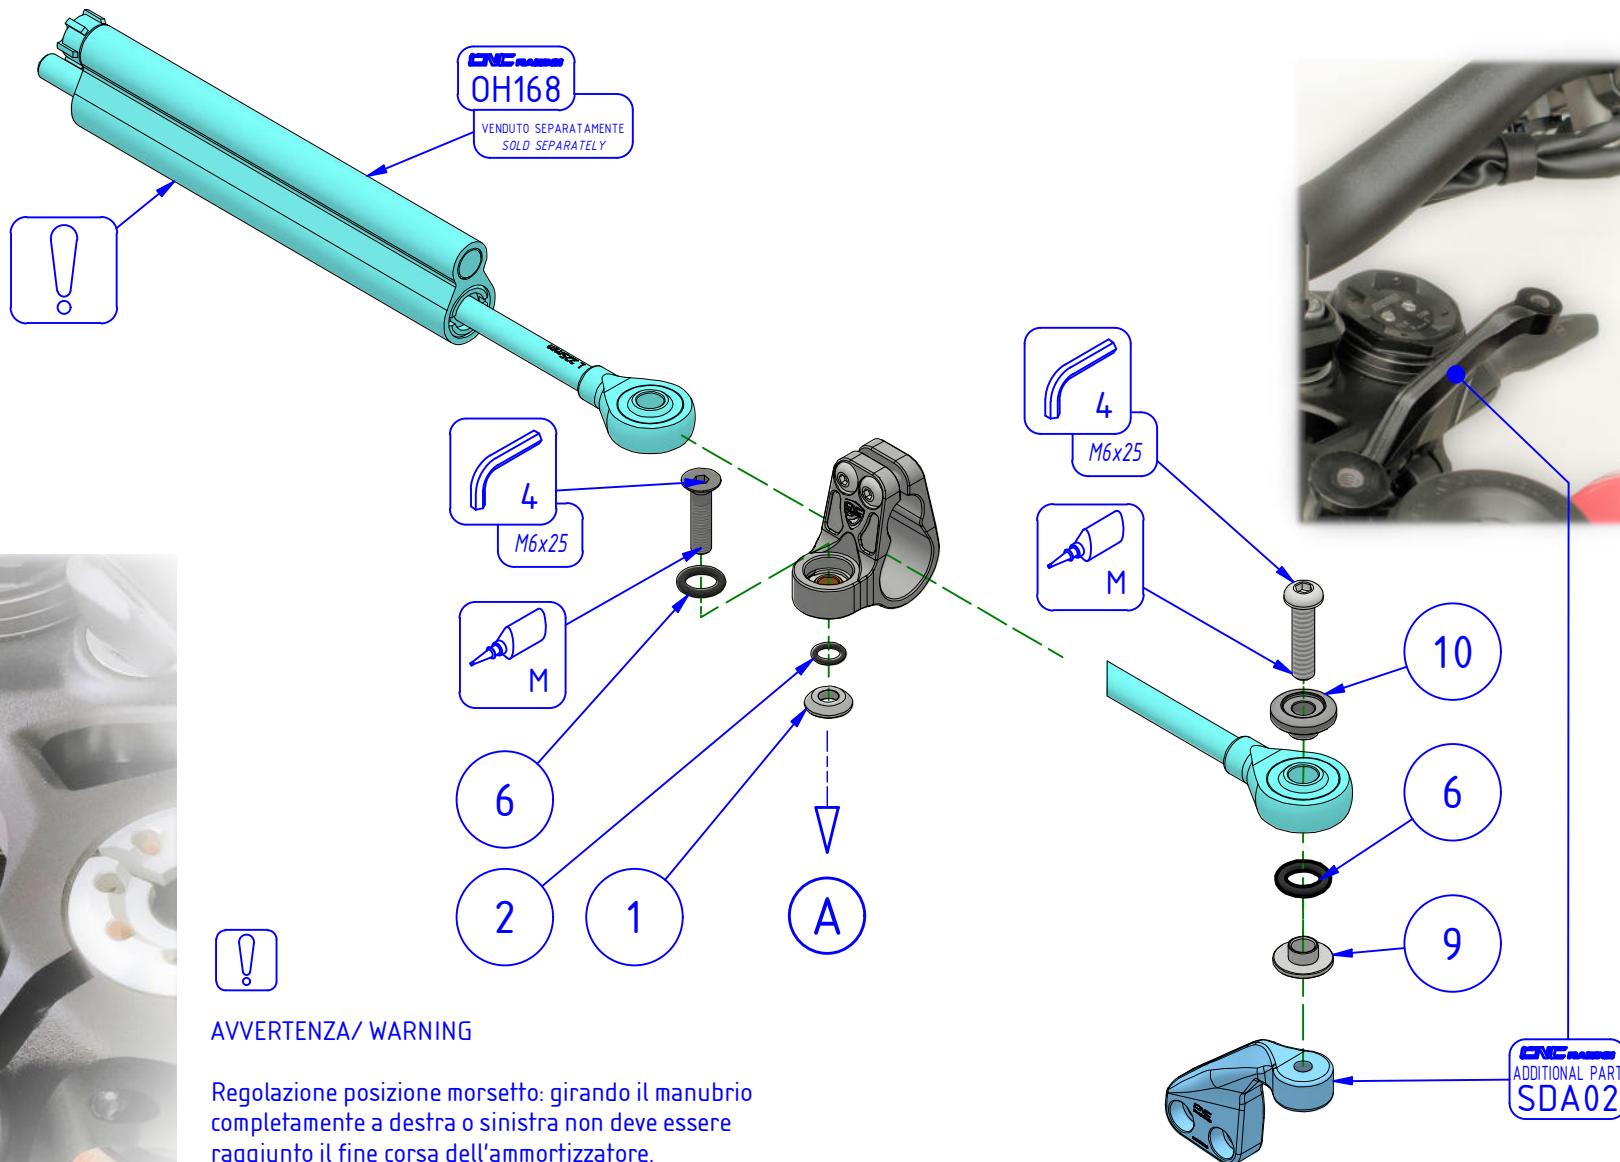 CNC RACING
OH168
VENDUTO SEPARATAMENTE
SOLD SEPARATELY
4
M6x25
M
4
M6x25
M
10
6
6
2
1
A
9
CNC RACING
ADDITIONAL PART
SDA02
AVVERTENZA/ WARNING
Regolazione posizione morsetto: girando il manubrio
completamente a destra o sinistra non deve essere
raggiunto il fine corsa dell'ammortizzatore.